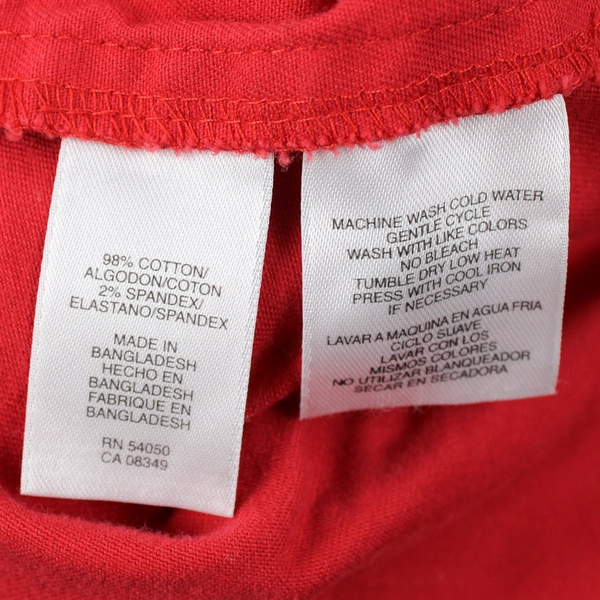 98% COTTON/
ALGODON/COTON
2% SPANDEX/
ELASTANO/SPANDEX
MADE IN
BANGLADESH
HECHO EN
BANGLADESH
FABRIQUE EN
BANGLADESH
RN 54050
CA 08349
MACHINE WASH COLD WATER
GENTLE CYCLE
WASH WITH LIKE COLORS
NO BLEACH
TUMBLE DRY LOW HEAT
PRESS WITH COOL IRON
IF NECESSARY
LAVAR A MAQUINA EN AGUA FRIA
CICLO SUAVE
LAVAR CON LOS
MISMOS COLORES
NO UTILIZAR BLANQUEADOR
SECAR EN SECADORA